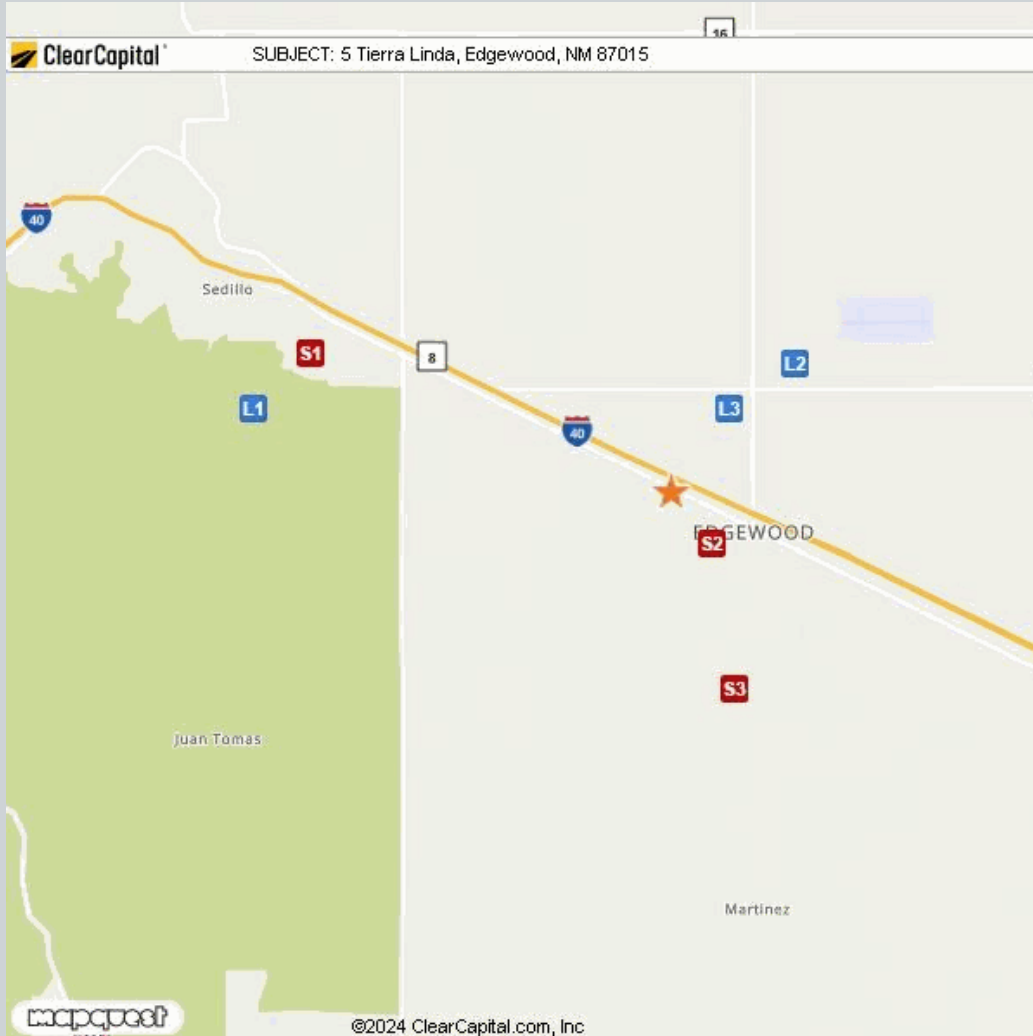 16
ClearCapital SUBJECT: 5 Tierra Linda, Edgewood, NM 87015
40
Sedillo
S1
8
L2
L1
L3
40
EDGEWOOD
S2
S3
Juan Tomas
Martinez
mapquest
©2024 ClearCapital.com, Inc